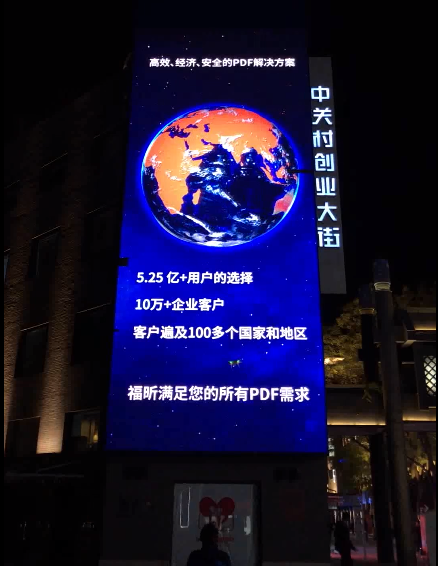 高效、经济、安全的PDF解决方案
中关村创业大街
5.25 亿+用户的选择
10万+企业客户
客户遍及100多个国家和地区
福昕满足您的所有PDF需求